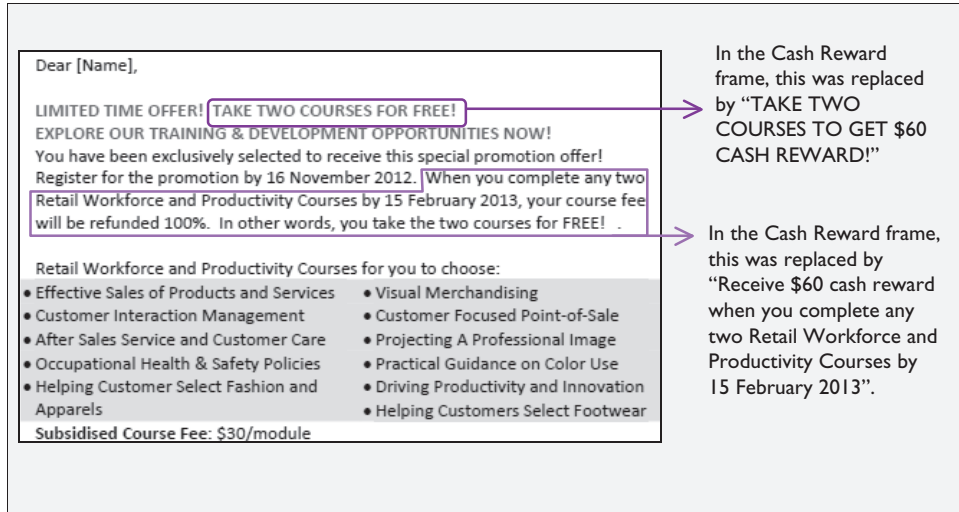 Dear [Name],
LIMITED TIME OFFER! TAKE TWO COURSES FOR FREE!
EXPLORE OUR TRAINING & DEVELOPMENT OPPORTUNITIES NOW!
You have been exclusively selected to receive this special promotion offer!
Register for the promotion by 16 November 2012. When you complete any two
Retail Workforce and Productivity Courses by 15 February 2013, your course fee
will be refunded 100%. In other words, you take the two courses for FREE! .
Retail Workforce and Productivity Courses for you to choose:
• Effective Sales of Products and Services
• Customer Interaction Management
• After Sales Service and Customer Care
• Occupational Health & Safety Policies
• Helping Customer Select Fashion and
Apparels
• Visual Merchandising
• Customer Focused Point-of-Sale
• Projecting A Professional Image
• Practical Guidance on Color Use
• Driving Productivity and Innovation
• Helping Customers Select Footwear
Subsidised Course Fee: $30/module
In the Cash Reward
frame, this was replaced
by “TAKE TWO
COURSES TO GET $60
CASH REWARD!”
In the Cash Reward frame,
this was replaced by
“Receive $60 cash reward
when you complete any
two Retail Workforce and
Productivity Courses by
15 February 2013”.